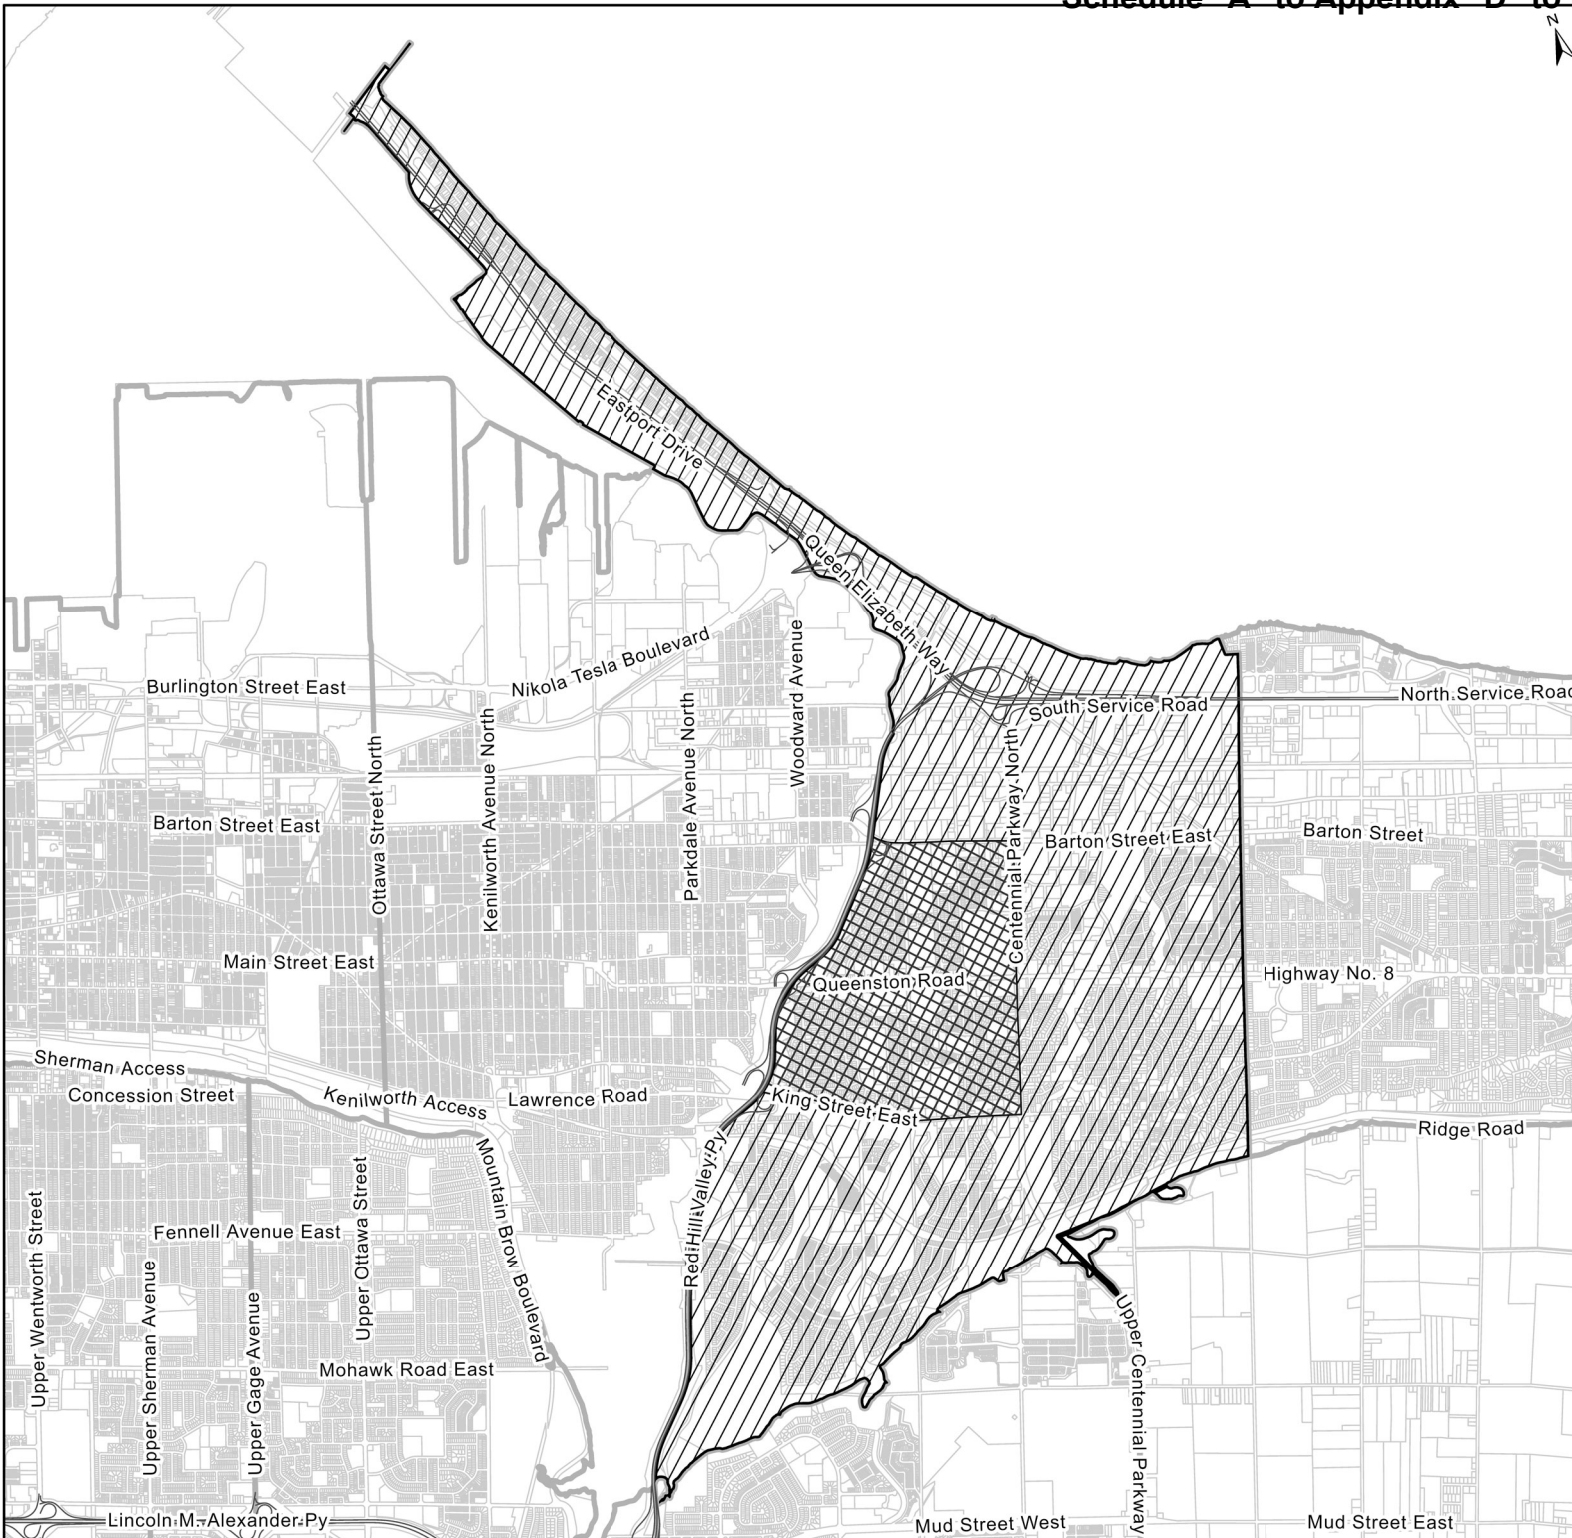 Schedule "A" to Appendix "D" to
N
Eastport Drive
Queen Elizabeth Way
Nikola Tesla Boulevard
Burlington Street East
Woodward Avenue
North Service Road
South Service Road
Ottawa Street North
Kenilworth Avenue North
Parkdale Avenue North
Centennial Parkway North
Barton Street East
Barton Street East
Barton Street
Main Street East
Queenston Road
Highway No. 8
Sherman Access
Concession Street
Kenilworth Access
Lawrence Road
King Street East
Ridge Road
Red Hill Valley Py
Mountain Brow Boulevard
Upper Ottawa Street
Upper Wentworth Street
Fennell Avenue East
Upper Sherman Avenue
Upper Gage Avenue
Mohawk Road East
Upper Centennial Parkway
Lincoln M. Alexander Py
Mud Street West
Mud Street East